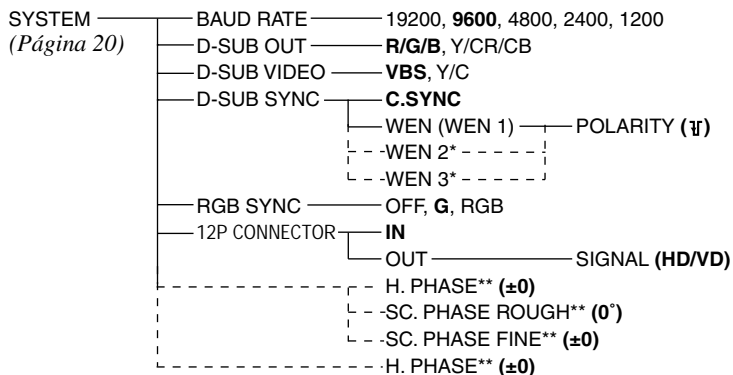 SYSTEM BAUD RATE 19200, 9600, 4800, 2400, 1200
(Página 20) D-SUB OUT R/G/B, Y/CR/CB
D-SUB VIDEO VBS, Y/C
D-SUB SYNC C.SYNC
WEN (WEN 1) POLARITY ( )
WEN 2*
WEN 3*
RGB SYNC OFF, G, RGB
12P CONNECTOR IN
OUT SIGNAL (HD/VD)
H. PHASE** (±0)
SC. PHASE ROUGH** (0°)
SC. PHASE FINE** (±0)
H. PHASE** (±0)